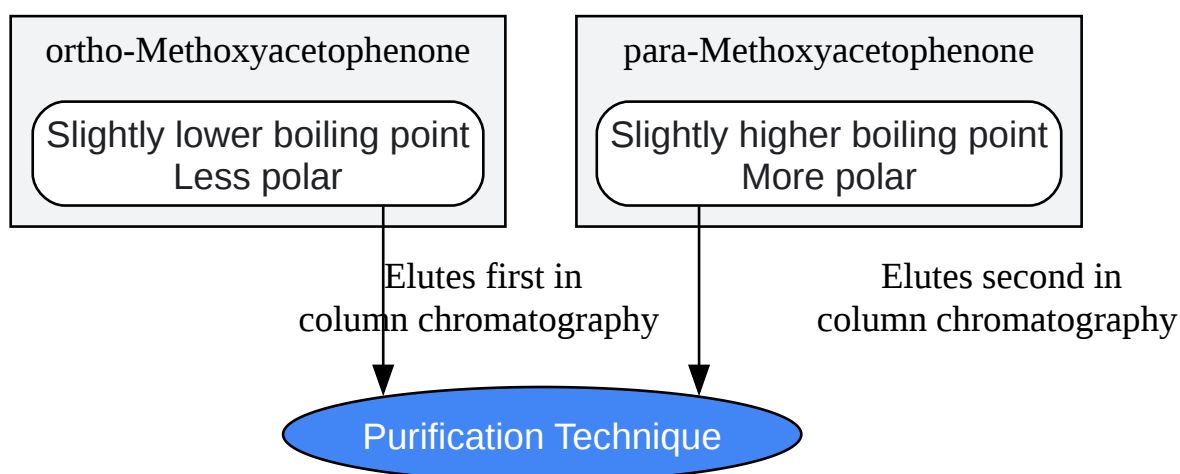 ortho-Methoxyacetophenone
Slightly lower boiling point
Less polar
para-Methoxyacetophenone
Slightly higher boiling point
More polar
Elutes first in
column chromatography
Elutes second in
column chromatography
Purification Technique